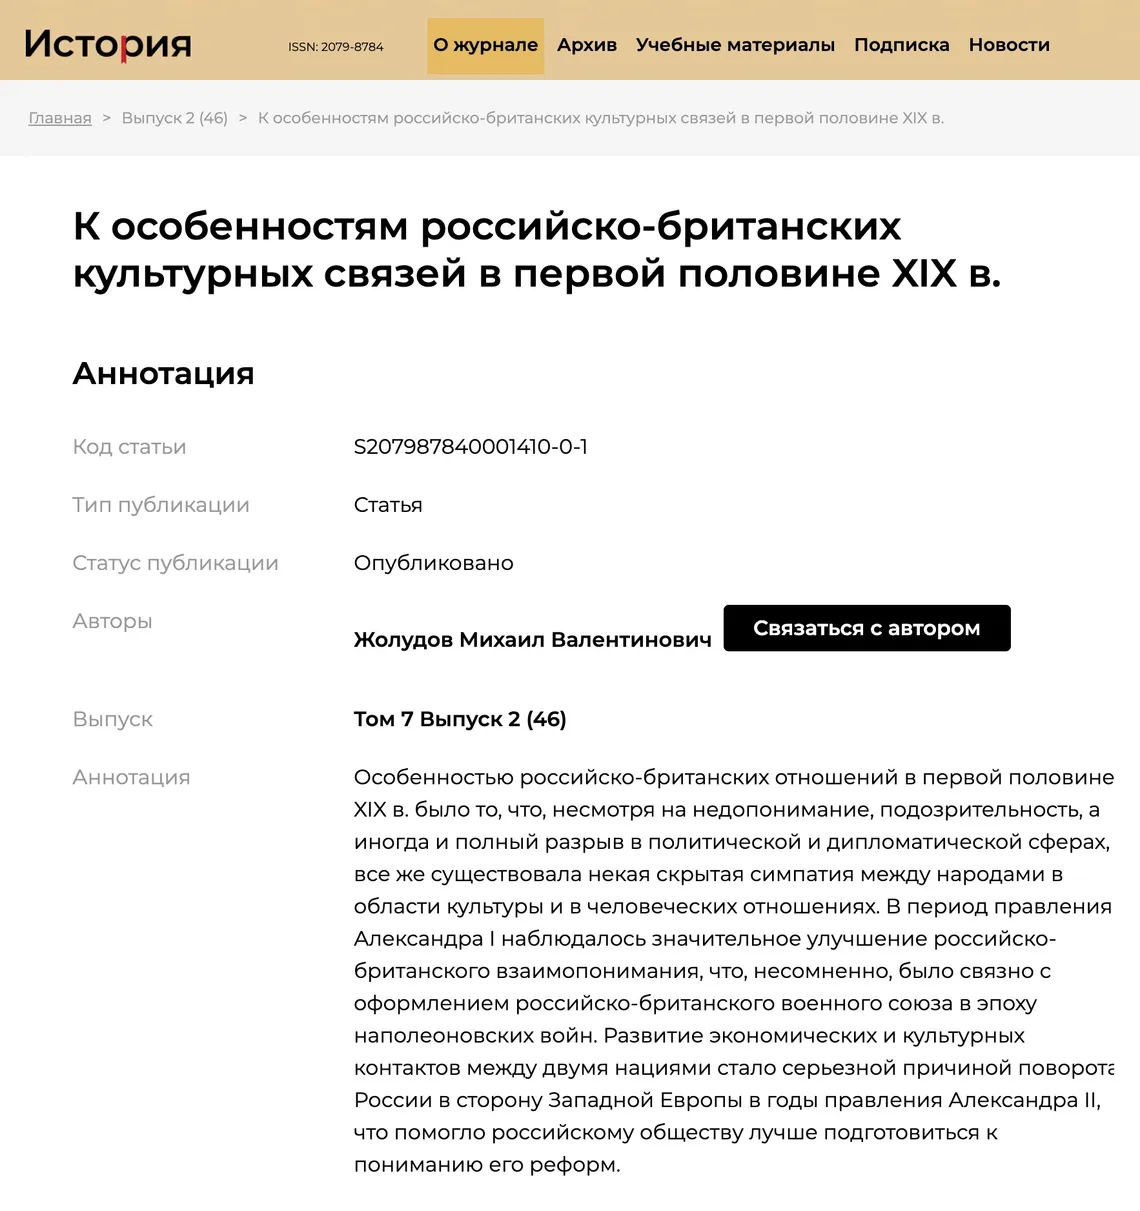 История
ISSN: 2079-8784
О журнале Архив Учебные материалы Подписка Новости
Главная > Выпуск 2 (46) > К особенностям российско-британских культурных связей в первой половине XIX в.
К особенностям российско-британских
культурных связей в первой половине XIX в.
Аннотация
Код статьи S207987840001410-0-1
Тип публикации Статья
Статус публикации Опубликовано
Авторы
Жолудов Михаил Валентинович Связаться с автором
Выпуск Том 7 Выпуск 2 (46)
Аннотация Особенностью российско-британских отношений в первой половине
XIX в. было то, что, несмотря на недопонимание, подозрительность, а
иногда и полный разрыв в политической и дипломатической сферах,
все же существовала некая скрытая симпатия между народами в
области культуры и в человеческих отношениях. В период правления
Александра I наблюдалось значительное улучшение российско-
британского взаимопонимания, что, несомненно, было связно с
оформлением российско-британского военного союза в эпоху
наполеоновских войн. Развитие экономических и культурных
контактов между двумя нациями стало серьезной причиной поворота
России в сторону Западной Европы в годы правления Александра II,
что помогло российскому обществу лучше подготовиться к
пониманию его реформ.